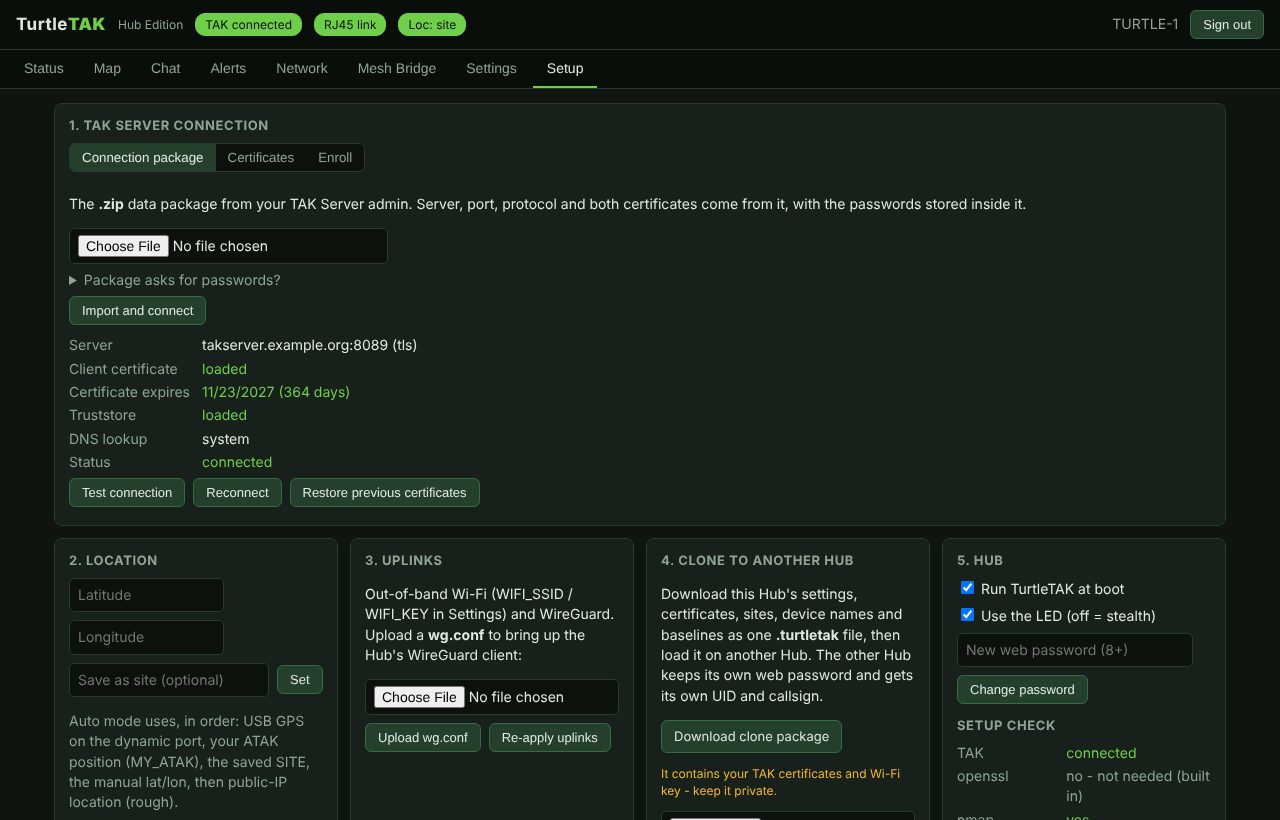 TurtleTAK Hub Edition TAK connected RJ45 link Loc: site TURTLE-1 Sign out
Status Map Chat Alerts Network Mesh Bridge Settings Setup
1. TAK SERVER CONNECTION
Connection package Certificates Enroll
The .zip data package from your TAK Server admin. Server, port, protocol and both certificates come from it, with the passwords stored inside it.
Choose File No file chosen
Package asks for passwords?
Import and connect
Server takserver.example.org:8089 (tls)
Client certificate loaded
Certificate expires 11/23/2027 (364 days)
Truststore loaded
DNS lookup system
Status connected
Test connection Reconnect Restore previous certificates
2. LOCATION
Latitude
Longitude
Save as site (optional) Set
Auto mode uses, in order: USB GPS
on the dynamic port, your ATAK
position (MY_ATAK), the saved SITE,
the manual lat/lon, then public-IP
location (rough).
3. UPLINKS
Out-of-band Wi-Fi (WIFI_SSID /
WIFI_KEY in Settings) and WireGuard.
Upload a wg.conf to bring up the
Hub's WireGuard client:
Choose File No file chosen
Upload wg.conf Re-apply uplinks
4. CLONE TO ANOTHER HUB
Download this Hub's settings,
certificates, sites, device names and
baselines as one .turtletak file, then
load it on another Hub. The other Hub
keeps its own web password and gets
its own UID and callsign.
Download clone package
It contains your TAK certificates and Wi-Fi
key - keep it private.
5. HUB
Run TurtleTAK at boot
Use the LED (off = stealth)
New web password (8+)
Change password
SETUP CHECK
TAK connected
openssl no - not needed (built
in)
nmap yes